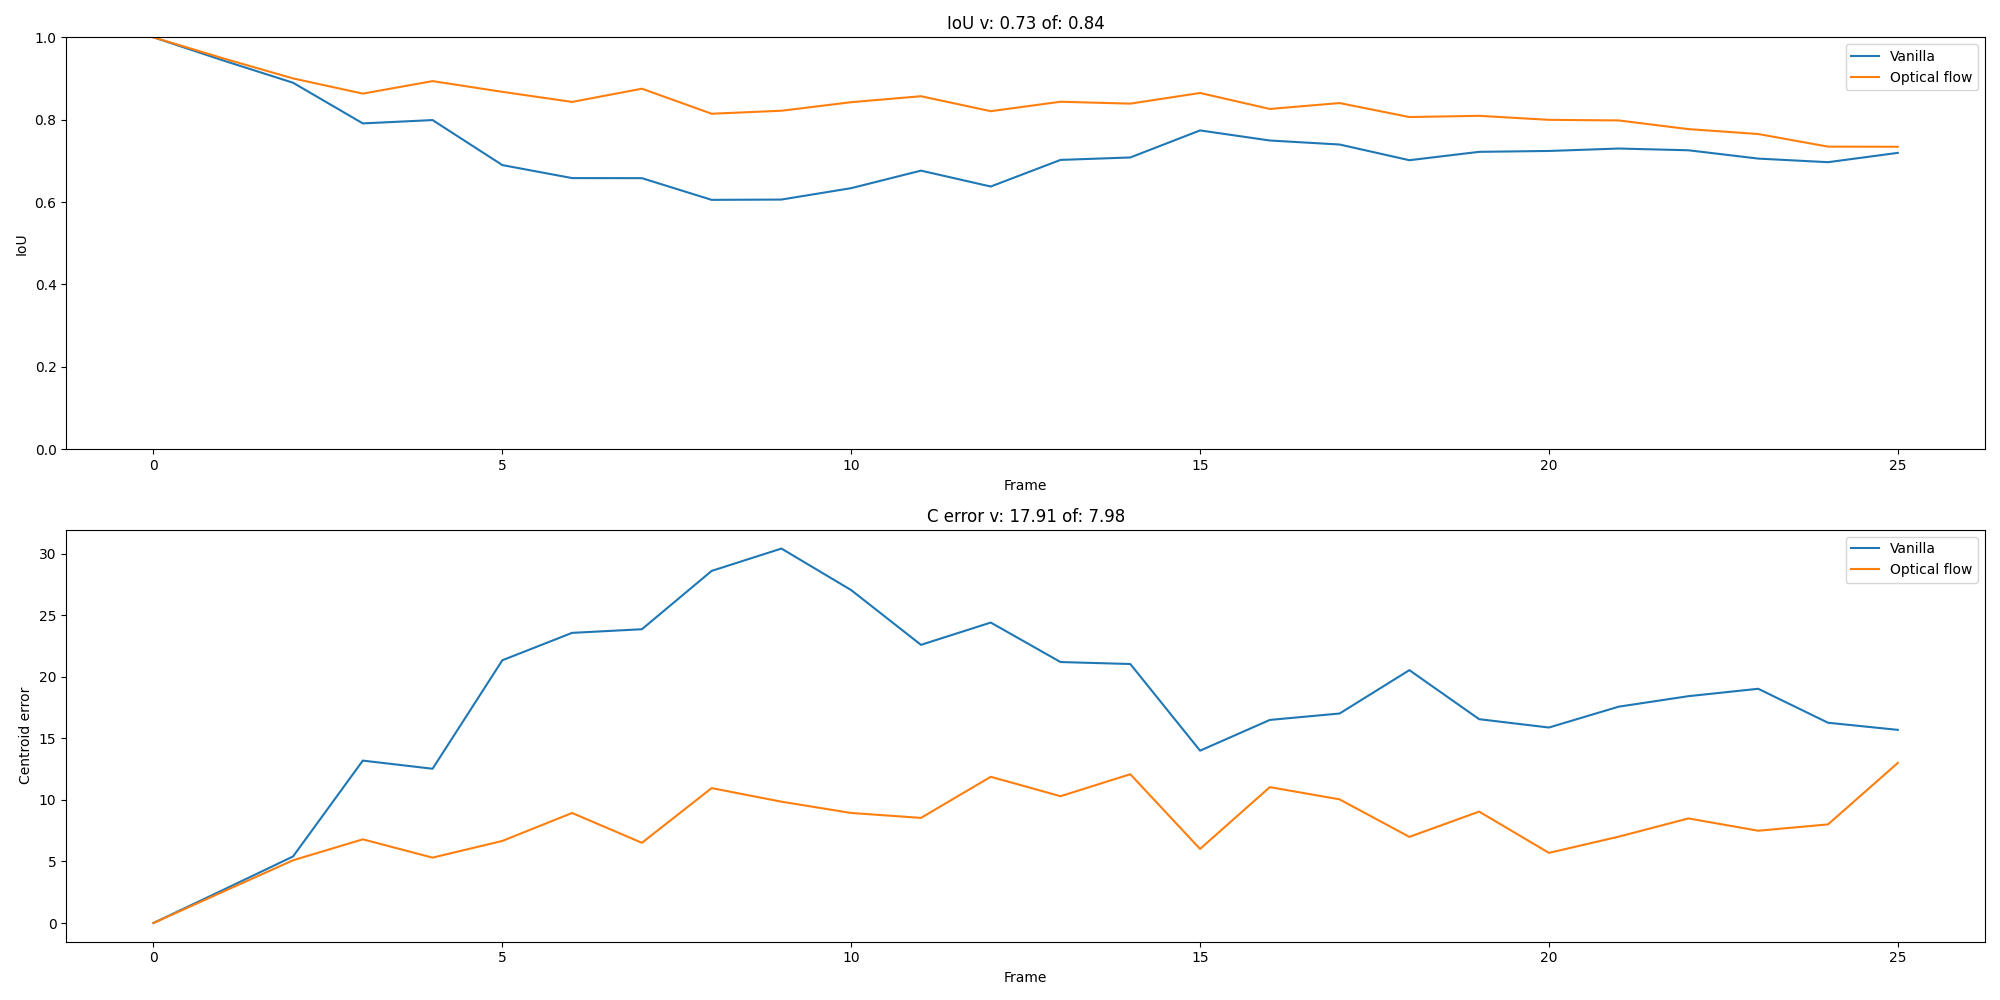 IoU v: 0.73 of: 0.84
1.0
0.8
0.6
0.4
0.2
0.0
IoU
Vanilla
Optical flow
0 5 10 15 20 25
Frame
C error v: 17.91 of: 7.98
30
25
20
15
10
5
0
Centroid error
Vanilla
Optical flow
0 5 10 15 20 25
Frame